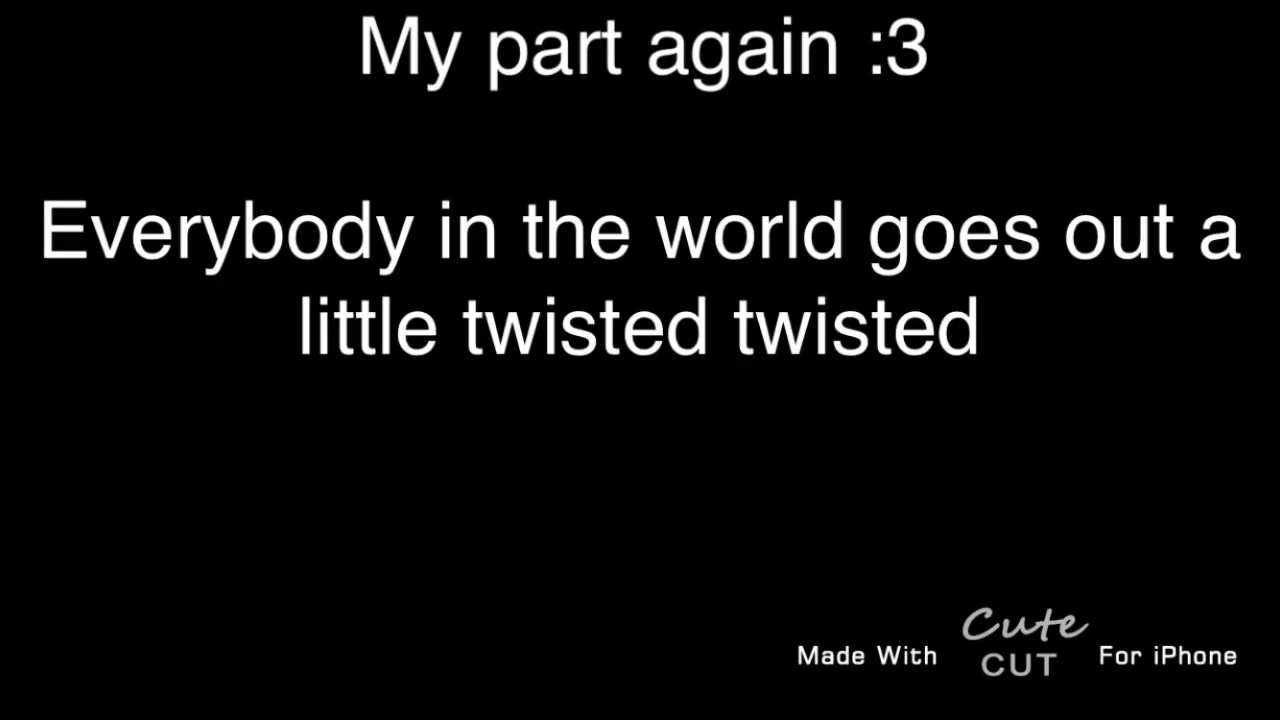 My part again :3
Everybody in the world goes out a
little twisted twisted
Made With Cute CUT For iPhone